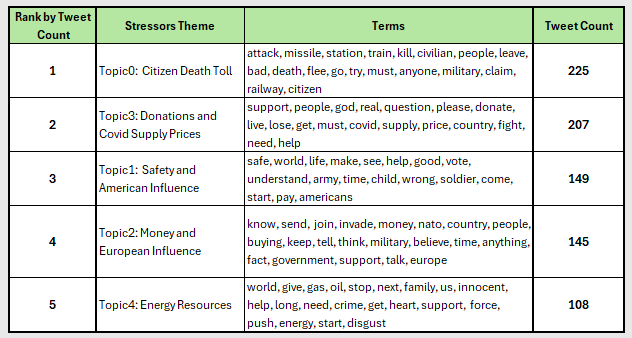 Rank by Tweet Count Stressors Theme Terms Tweet Count
1 Topic0: Citizen Death Toll attack, missile, station, train, kill, civilian, people, leave,
bad, death, flee, go, try, must, anyone, military, claim,
railway, citizen 225
2 Topic3: Donations and
Covid Supply Prices support, people, god, real, question, please, donate,
live, lose, get, must, covid, supply, price, country, fight,
need, help 207
3 Topic1: Safety and
American Influence safe, world, life, make, see, help, good, vote,
understand, army, time, child, wrong, soldier, come,
start, pay, americans 149
4 Topic2: Money and
European Influence know, send, join, invade, money, nato, country, people,
buying, keep, tell, think, military, believe, time, anything,
fact, government, support, talk, europe 145
5 Topic4: Energy Resources world, give, gas, oil, stop, next, family, us, innocent,
help, long, need, crime, get, heart, support, force,
push, energy, start, disgust 108